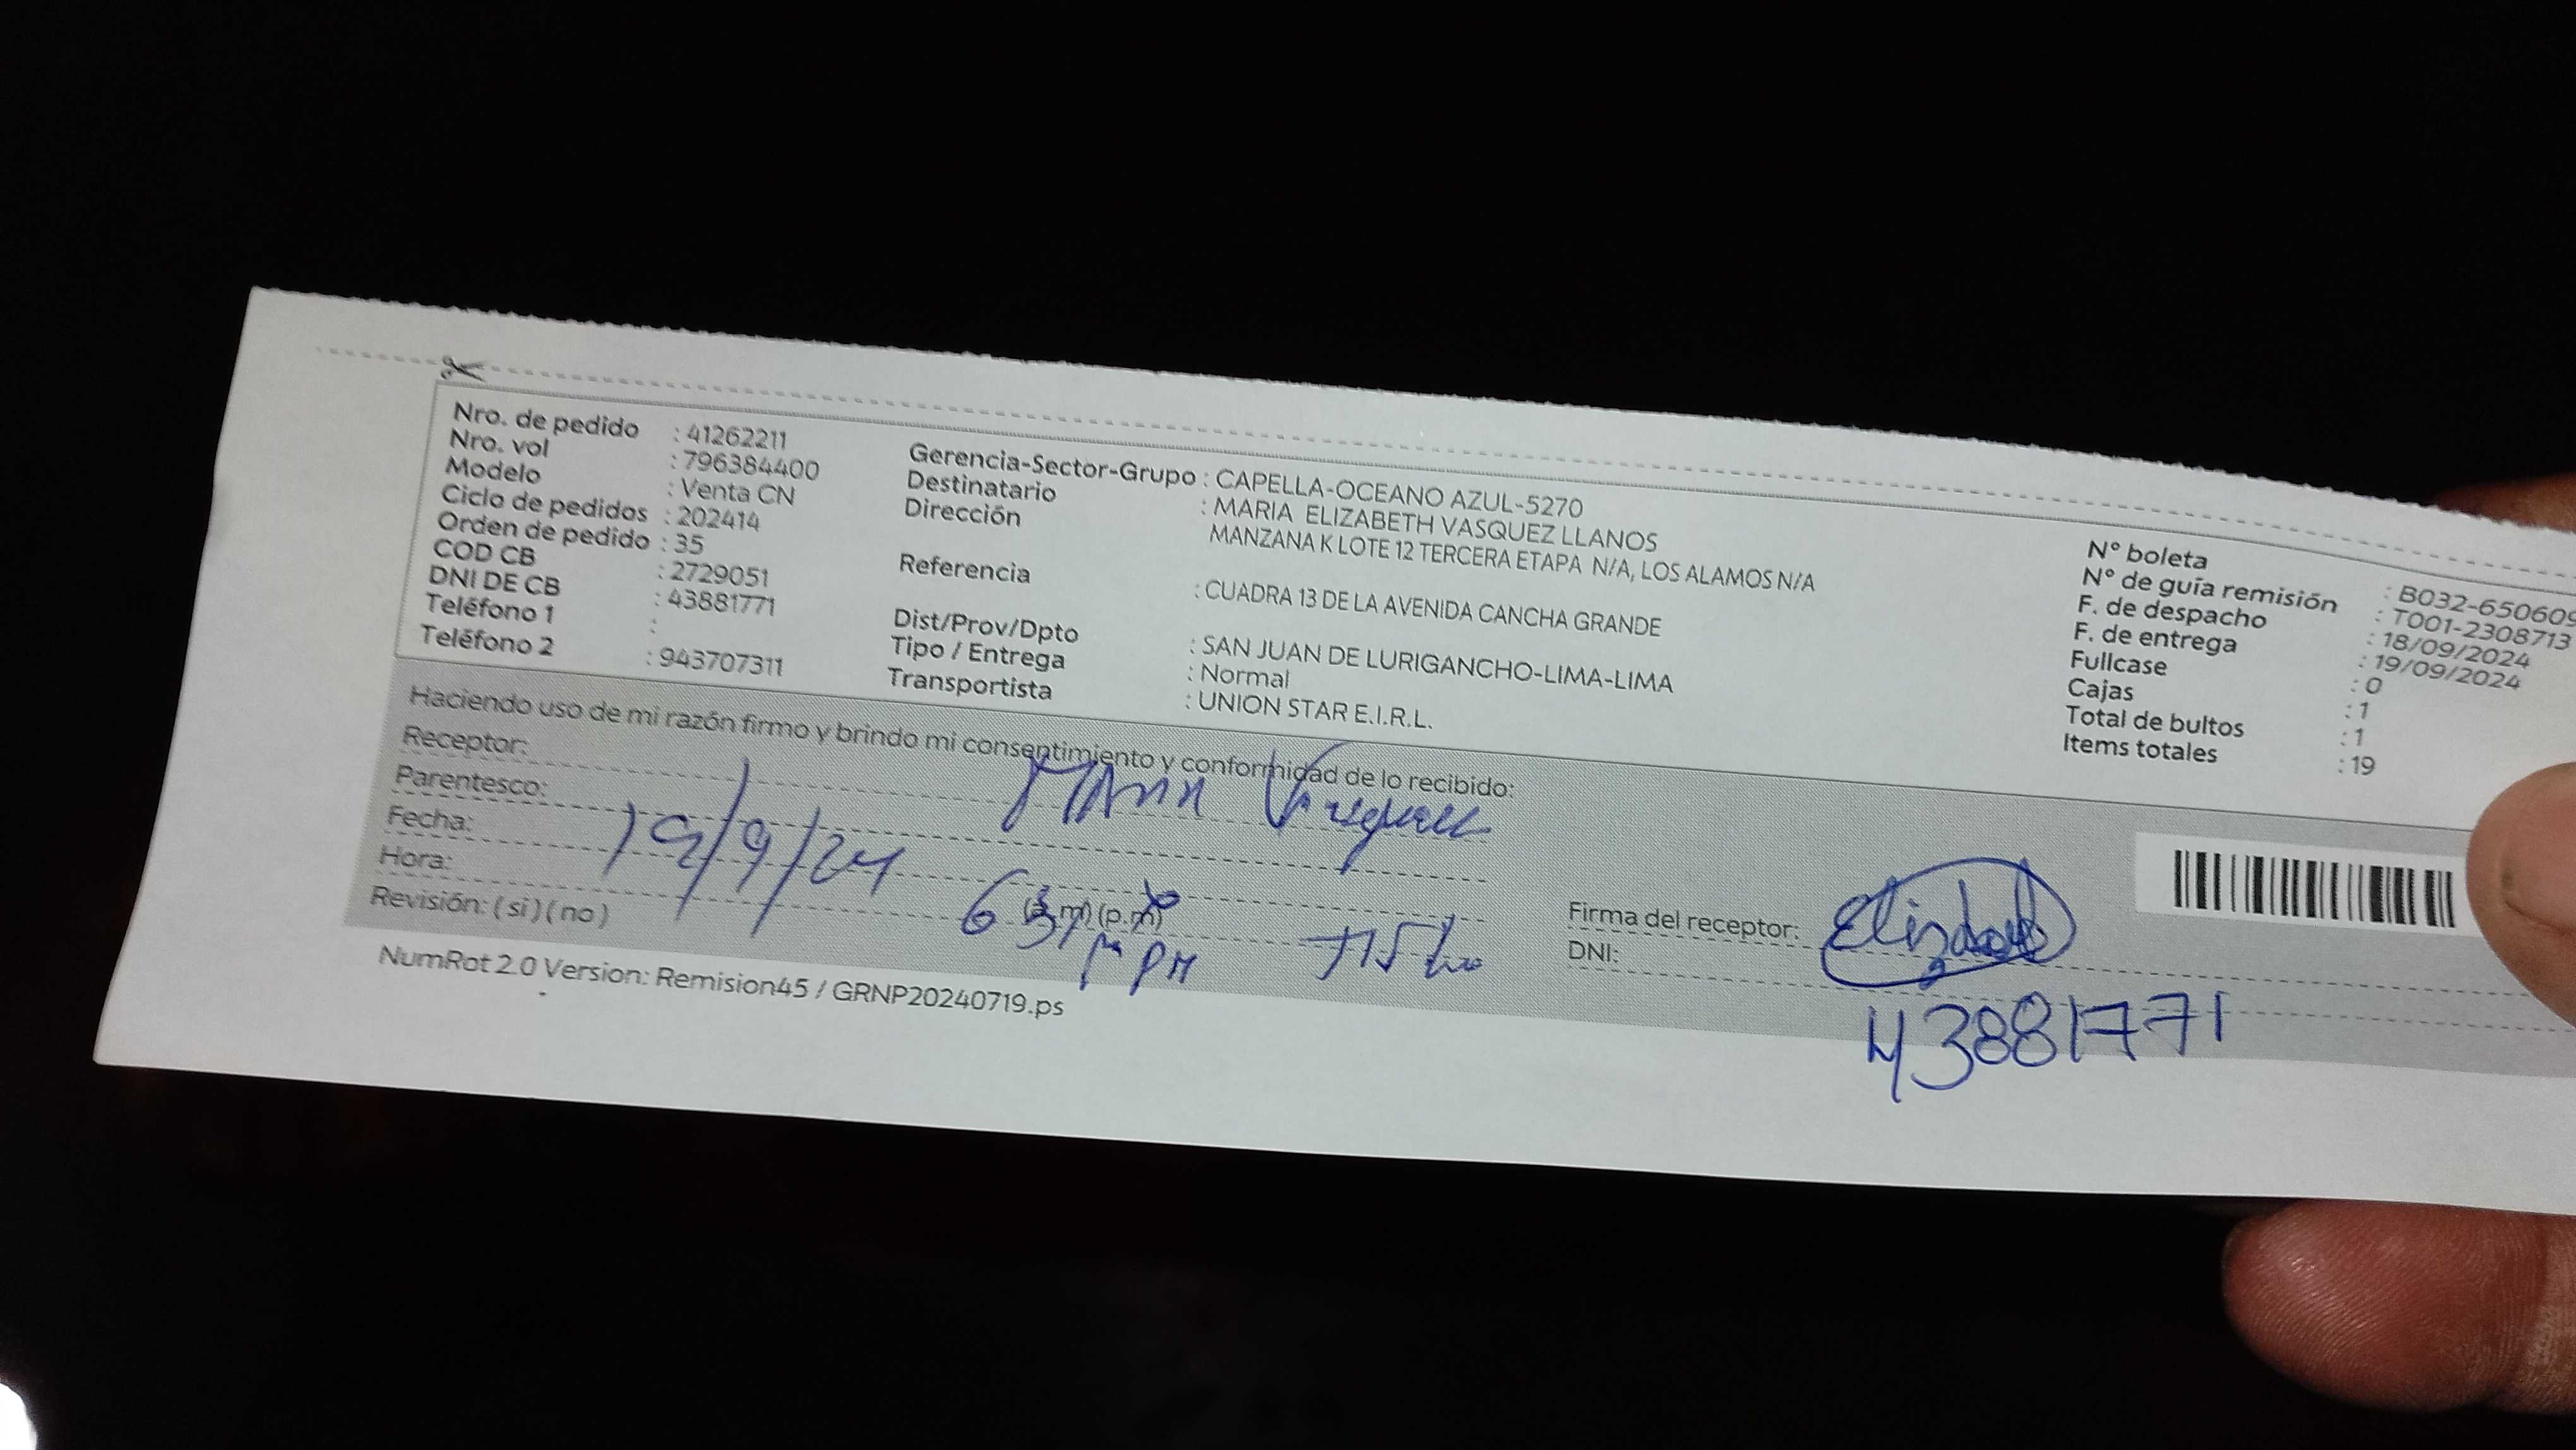 Nro. de pedido : 41262211
Nro. vol : 796384400
Modelo : Venta CN
Ciclo de pedidos : 202414
Orden de pedido : 35
COD CB : 2729051
DNI DE CB : 43881771
Teléfono 1 :
Teléfono 2 : 943707311
Gerencia-Sector-Grupo : CAPELLA-OCEANO AZUL-5270
Destinatario : MARIA ELIZABETH VASQUEZ LLANOS
Dirección : MANZANA K LOTE 12 TERCERA ETAPA N/A, LOS ALAMOS N/A
Referencia : CUADRA 13 DE LA AVENIDA CANCHA GRANDE
Dist/Prov/Dpto : SAN JUAN DE LURIGANCHO-LIMA-LIMA
Tipo / Entrega : Normal
Transportista : UNION STAR E.I.R.L.
N° boleta : B032-650609
N° de guía remisión : T001-2308713
F. de despacho : 18/09/2024
F. de entrega : 19/09/2024
Fullcase : 0
Cajas : 1
Total de bultos : 1
Items totales : 19
Haciendo uso de mi razón firmo y brindo mi consentimiento y conformidad de lo recibido:
Receptor:
Parentesco:
Fecha: 19/9/24
Hora: (p.m)
PM
Revisión: ( si ) ( no )
Firma del receptor:
DNI: 43881771
NumRot 2.0 Version: Remision45 / GRNP20240719.ps